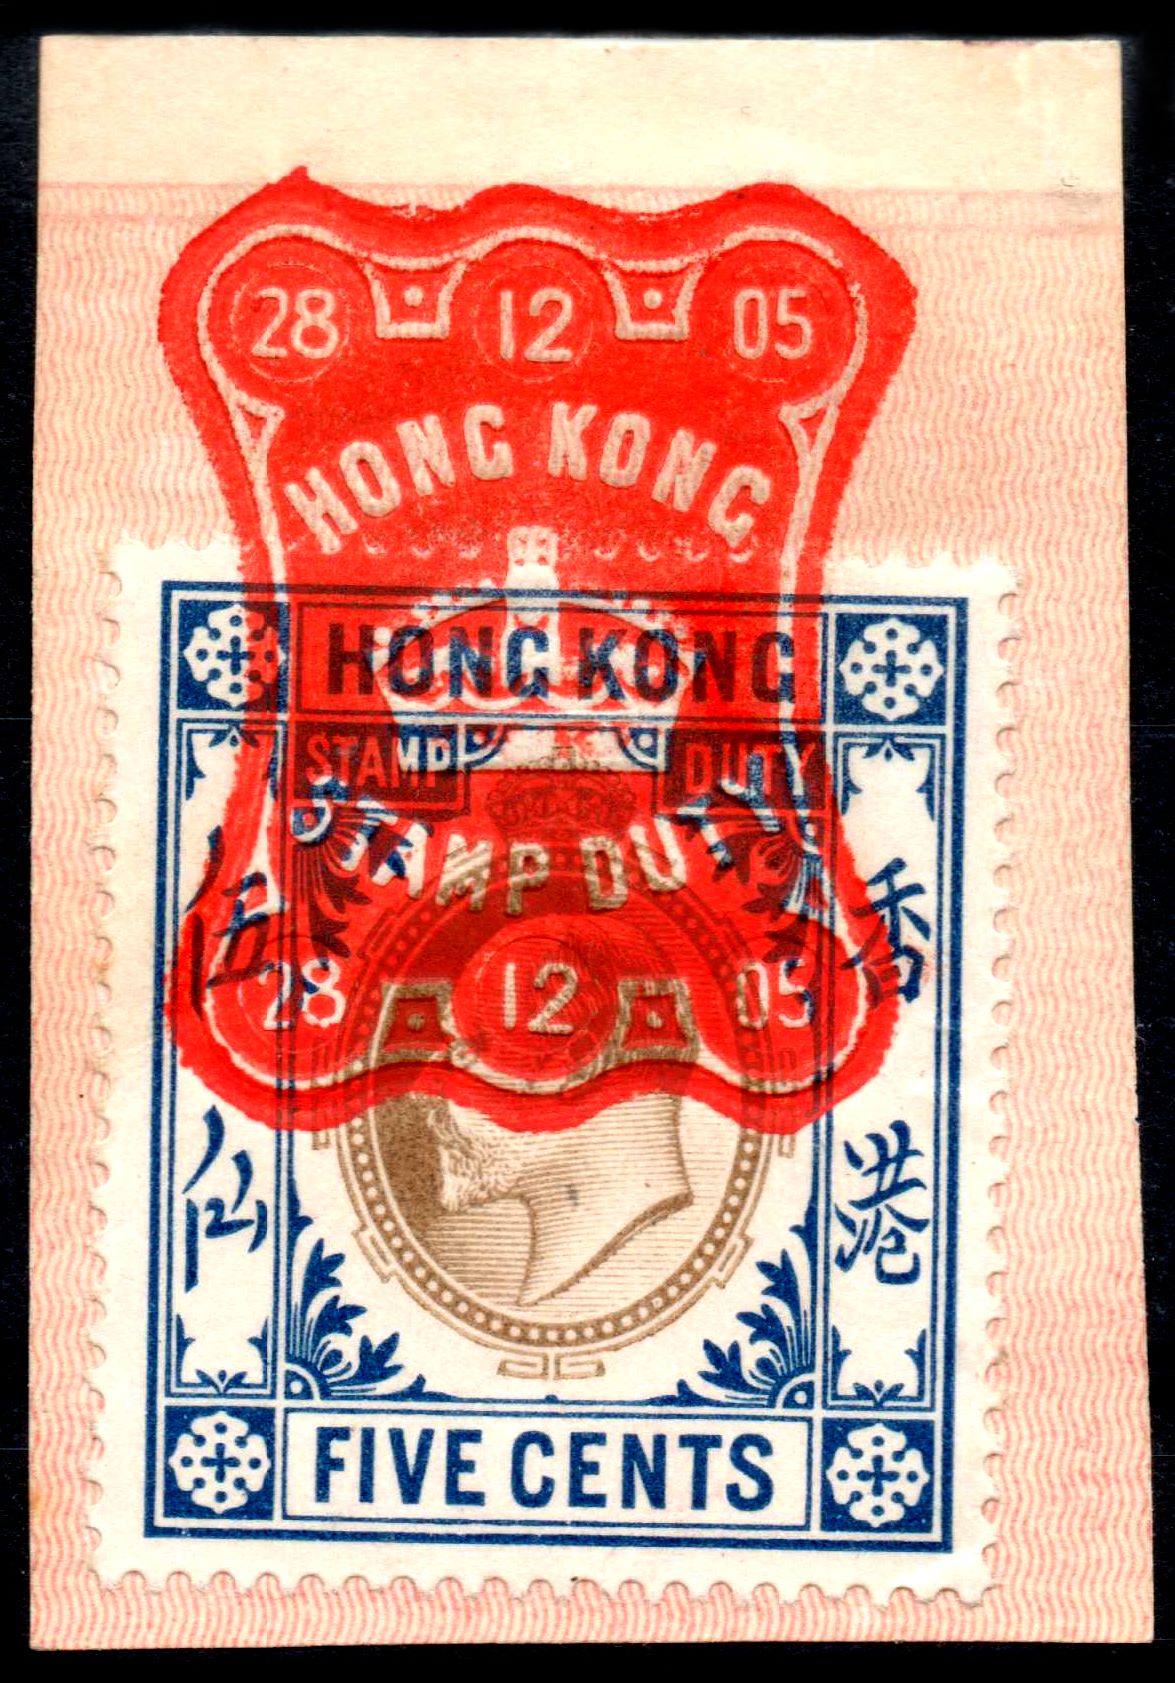 28 12 05
HONG KONG
HONG KONG
STAMP DUTY
STAMP DUTY
28 12 05
伍仙
香港
FIVE CENTS